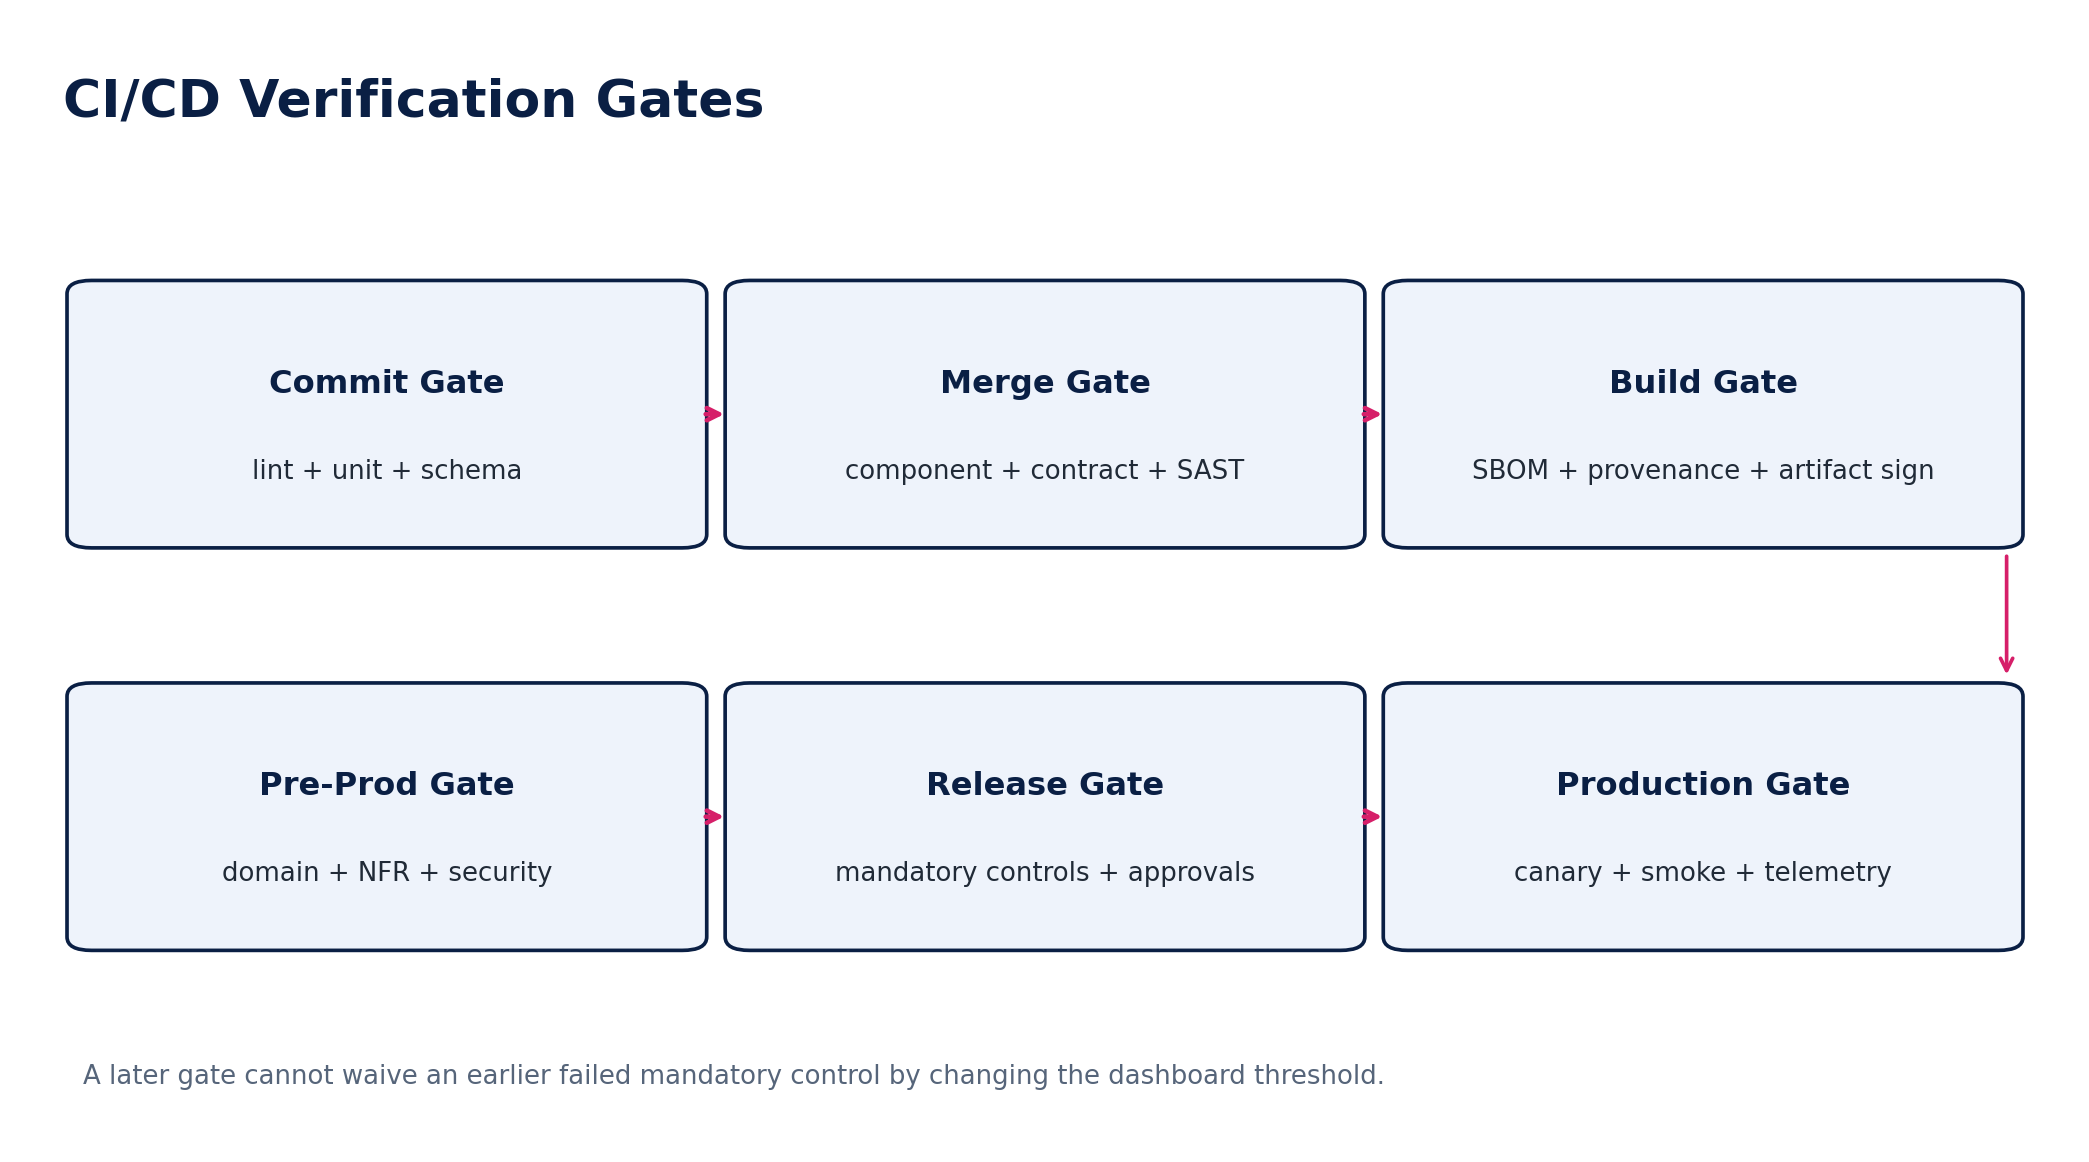 CI/CD Verification Gates
Commit Gate
lint + unit + schema
Merge Gate
component + contract + SAST
Build Gate
SBOM + provenance + artifact sign
Pre-Prod Gate
domain + NFR + security
Release Gate
mandatory controls + approvals
Production Gate
canary + smoke + telemetry
A later gate cannot waive an earlier failed mandatory control by changing the dashboard threshold.